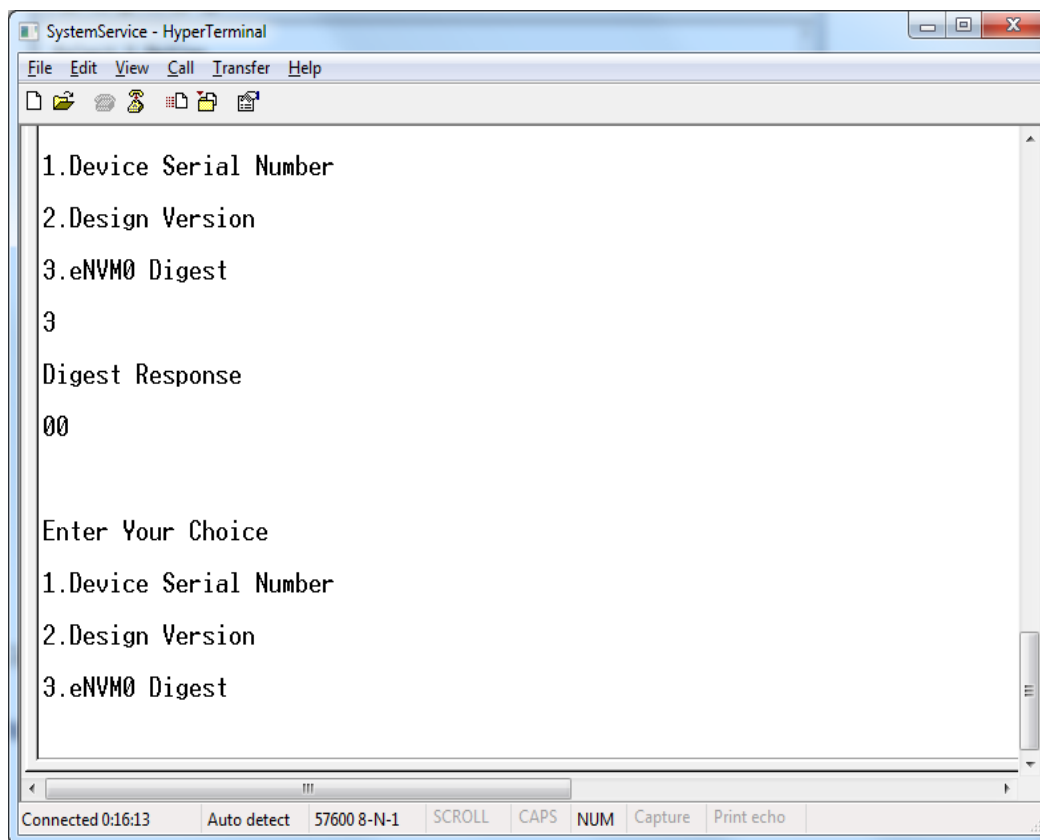 SystemService - HyperTerminal
File Edit View Call Transfer Help
1.Device Serial Number
2.Design Version
3.eNVM0 Digest
3
Digest Response
00
Enter Your Choice
1.Device Serial Number
2.Design Version
3.eNVM0 Digest
Connected 0:16:13 Auto detect 57600 8-N-1 SCROLL CAPS NUM Capture Print echo